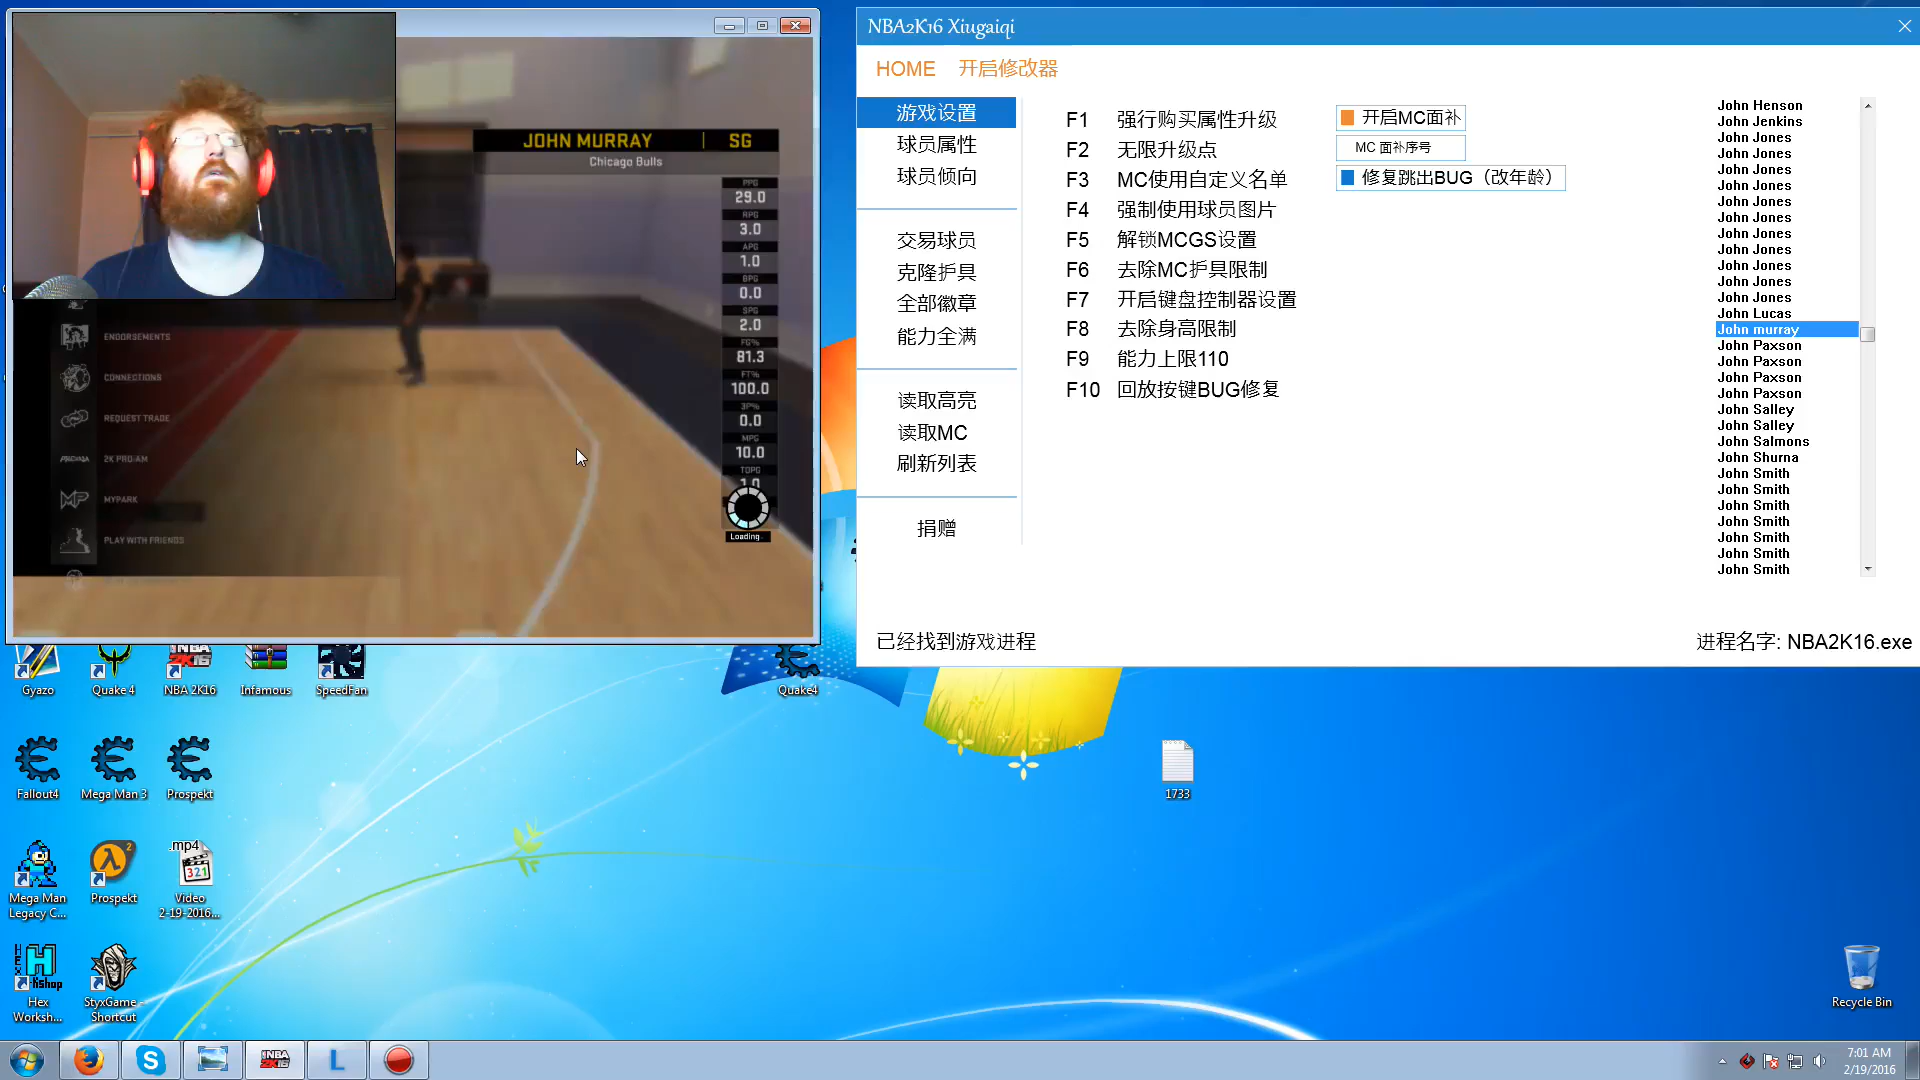 JOHN MURRAY | SG
Chicago Bulls
PPG
29.0
RPG
3.0
APG
1.0
BPG
0.0
SPG
2.0
FG%
81.3
FT%
100.0
3P%
0.0
MPG
10.0
TOPG
1.0
Loading..
ENDORSEMENTS
CONNECTIONS
REQUEST TRADE
2K PRO-AM
MYPARK
PLAY WITH FRIENDS
NBA2K16 Xiugaiqi
HOME 开启修改器
游戏设置
球员属性
球员倾向
交易球员
克隆护具
全部徽章
能力全满
读取高亮
读取MC
刷新列表
捐赠
F1 强行购买属性升级
F2 无限升级点
F3 MC使用自定义名单
F4 强制使用球员图片
F5 解锁MCGS设置
F6 去除MC护具限制
F7 开启键盘控制器设置
F8 去除身高限制
F9 能力上限110
F10 回放按键BUG修复
开启MC面补
MC 面补序号
修复跳出BUG（改年龄）
John Henson
John Jenkins
John Jones
John Jones
John Jones
John Jones
John Jones
John Jones
John Jones
John Jones
John Jones
John Jones
John Jones
John Lucas
John murray
John Paxson
John Paxson
John Paxson
John Paxson
John Salley
John Salley
John Salmons
John Shurna
John Smith
John Smith
John Smith
John Smith
John Smith
John Smith
John Smith
已经找到游戏进程
进程名字: NBA2K16.exe
Gyazo
Quake 4
NBA 2K16
Infamous
SpeedFan
Quake4
Fallout4
Mega Man 3
Prospekt
1733
Mega Man
Legacy C...
Prospekt
.mp4
321
Video
2-19-2016...
Hex
Worksh...
StyxGame -
Shortcut
Recycle Bin
NBA
2K16
7:01 AM
2/19/2016